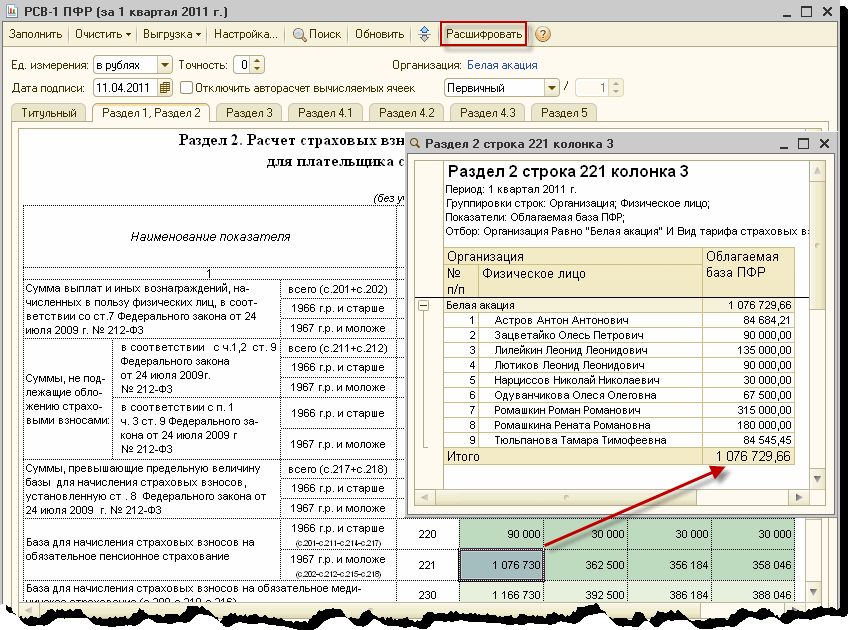 РСВ-1 ПФР (за 1 квартал 2011 г.)
Заполнить Очистить Выгрузка Настройка... Поиск Обновить Расшифровать ?
Ед. измерения: в рублях Точность: 0 Организация: Белая акация
Дата подписи: 11.04.2011 Отключить авторасчет вычисляемых ячеек Первичный / 1
Титульный Раздел 1, Раздел 2 Раздел 3 Раздел 4.1 Раздел 4.2 Раздел 4.3 Раздел 5
Раздел 2. Расчет страховых взн
для плательщика с
(без у
Наименование показателя
1
Сумма выплат и иных вознаграждений, на-
численных в пользу физических лиц, в соот-
ветствии со ст.7 Федерального закона от 24
июля 2009 г. № 212-ФЗ
всего (с.201+с.202)
1966 г.р. и старше
1967 г.р. и моложе
Суммы, не под-
лежащие обло-
жению страхо-
выми взносами:
в соответствии с ч.1,2 ст. 9
Федерального закона
от 24 июля 2009г.
№ 212-ФЗ
всего (с.211+с.212)
1966 г.р. и старше
1967 г.р. и моложе
в соответствии с п. 1
ч. 3 ст. 9 Федерального за-
кона от 24 июля 2009 г
№ 212-ФЗ
1966 г.р. и старше
1967 г.р. и моложе
Суммы, превышающие предельную величину
базы для начисления страховых взносов,
установленную ст . 8 Федерального закона от
24 июля 2009 г. № 212-ФЗ
всего (с.217+с.218)
1966 г.р. и старше
1967 г.р. и моложе
База для начисления страховых взносов на
обязательное пенсионное страхование
1966 г.р. и старше
(с.201-с.211-с.214-с.217)
220 90 000 30 000 30 000 30 000
1967 г.р. и моложе
(с.202-с.212-с.215-с.218)
221 1 076 730 362 500 356 184 358 046
База для начисления страховых взносов на обязательное меди-
230 1 166 730 392 500 386 184 388 046
Раздел 2 строка 221 колонка 3
Раздел 2 строка 221 колонка 3
Период: 1 квартал 2011 г.
Группировки строк: Организация; Физическое лицо;
Показатели: Облагаемая база ПФР;
Отбор: Организация Равно "Белая акация" И Вид тарифа страховых вз
Организация Облагаемая база ПФР
№ п/п Физическое лицо
Белая акация 1 076 729,66
1 Астров Антон Антонович 84 684,21
2 Зацветайко Олесь Петрович 90 000,00
3 Лилейкин Леонид Леонидович 135 000,00
4 Лютиков Леонид Леонидович 90 000,00
5 Нарциссов Николай Николаевич 30 000,00
6 Одуванчикова Олеся Олеговна 67 500,00
7 Ромашкин Роман Романович 315 000,00
8 Ромашкина Рената Романовна 180 000,00
9 Тюльпанова Тамара Тимофеевна 84 545,45
Итого 1 076 729,66